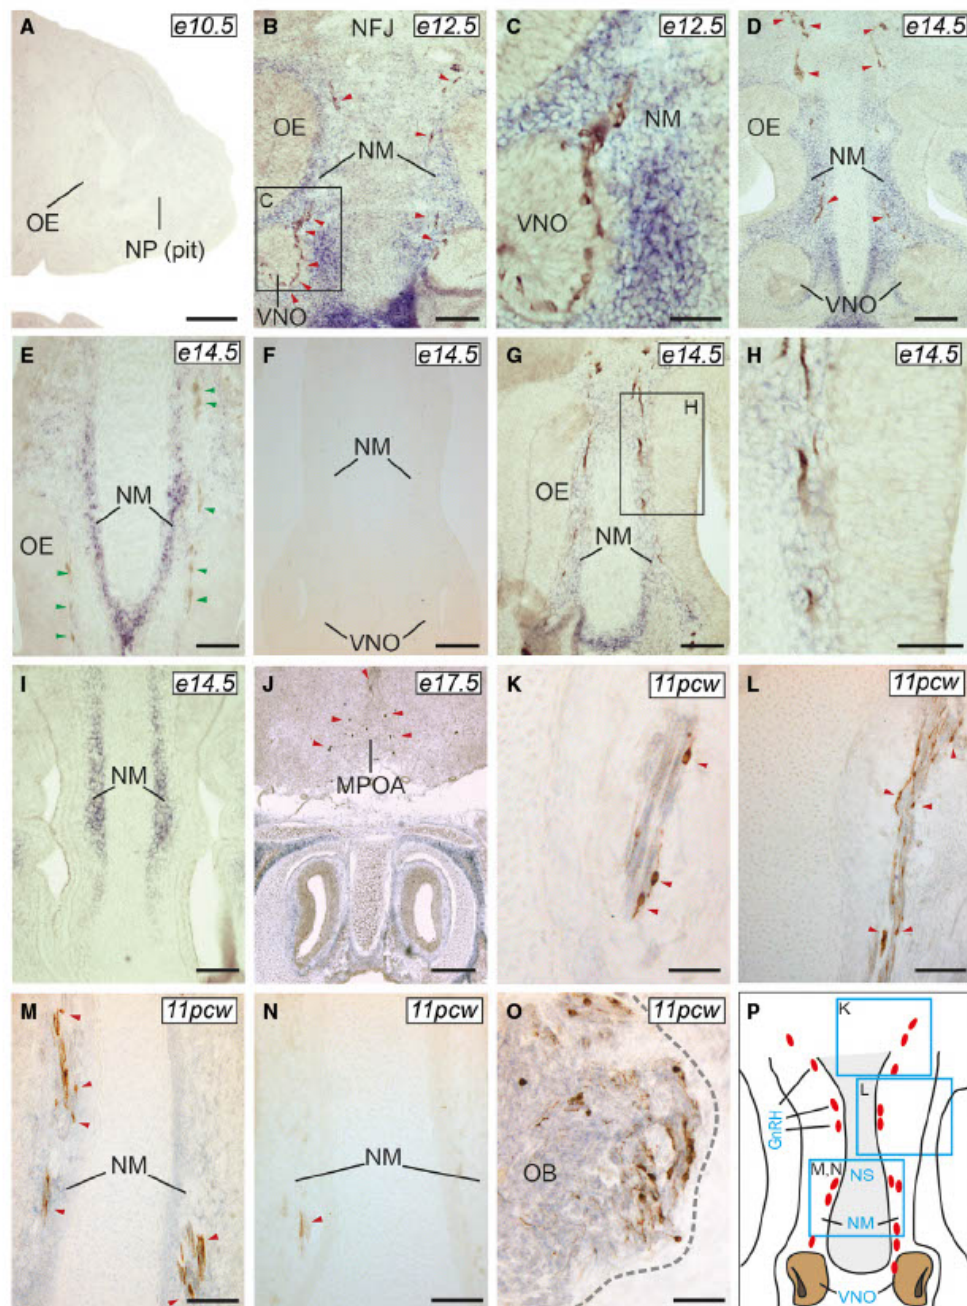 A e10.5
OE
NP (pit)
B NFJ e12.5
OE
NM
C
VNO
C e12.5
NM
VNO
D e14.5
OE
NM
VNO
E e14.5
NM
OE
F e14.5
NM
VNO
G e14.5
H
OE
NM
H e14.5
I e14.5
NM
J e17.5
MPOA
K 11pcw
L 11pcw
M 11pcw
NM
N 11pcw
NM
O 11pcw
OB
P
K
L
GnRH
M,N
NS
NM
VNO